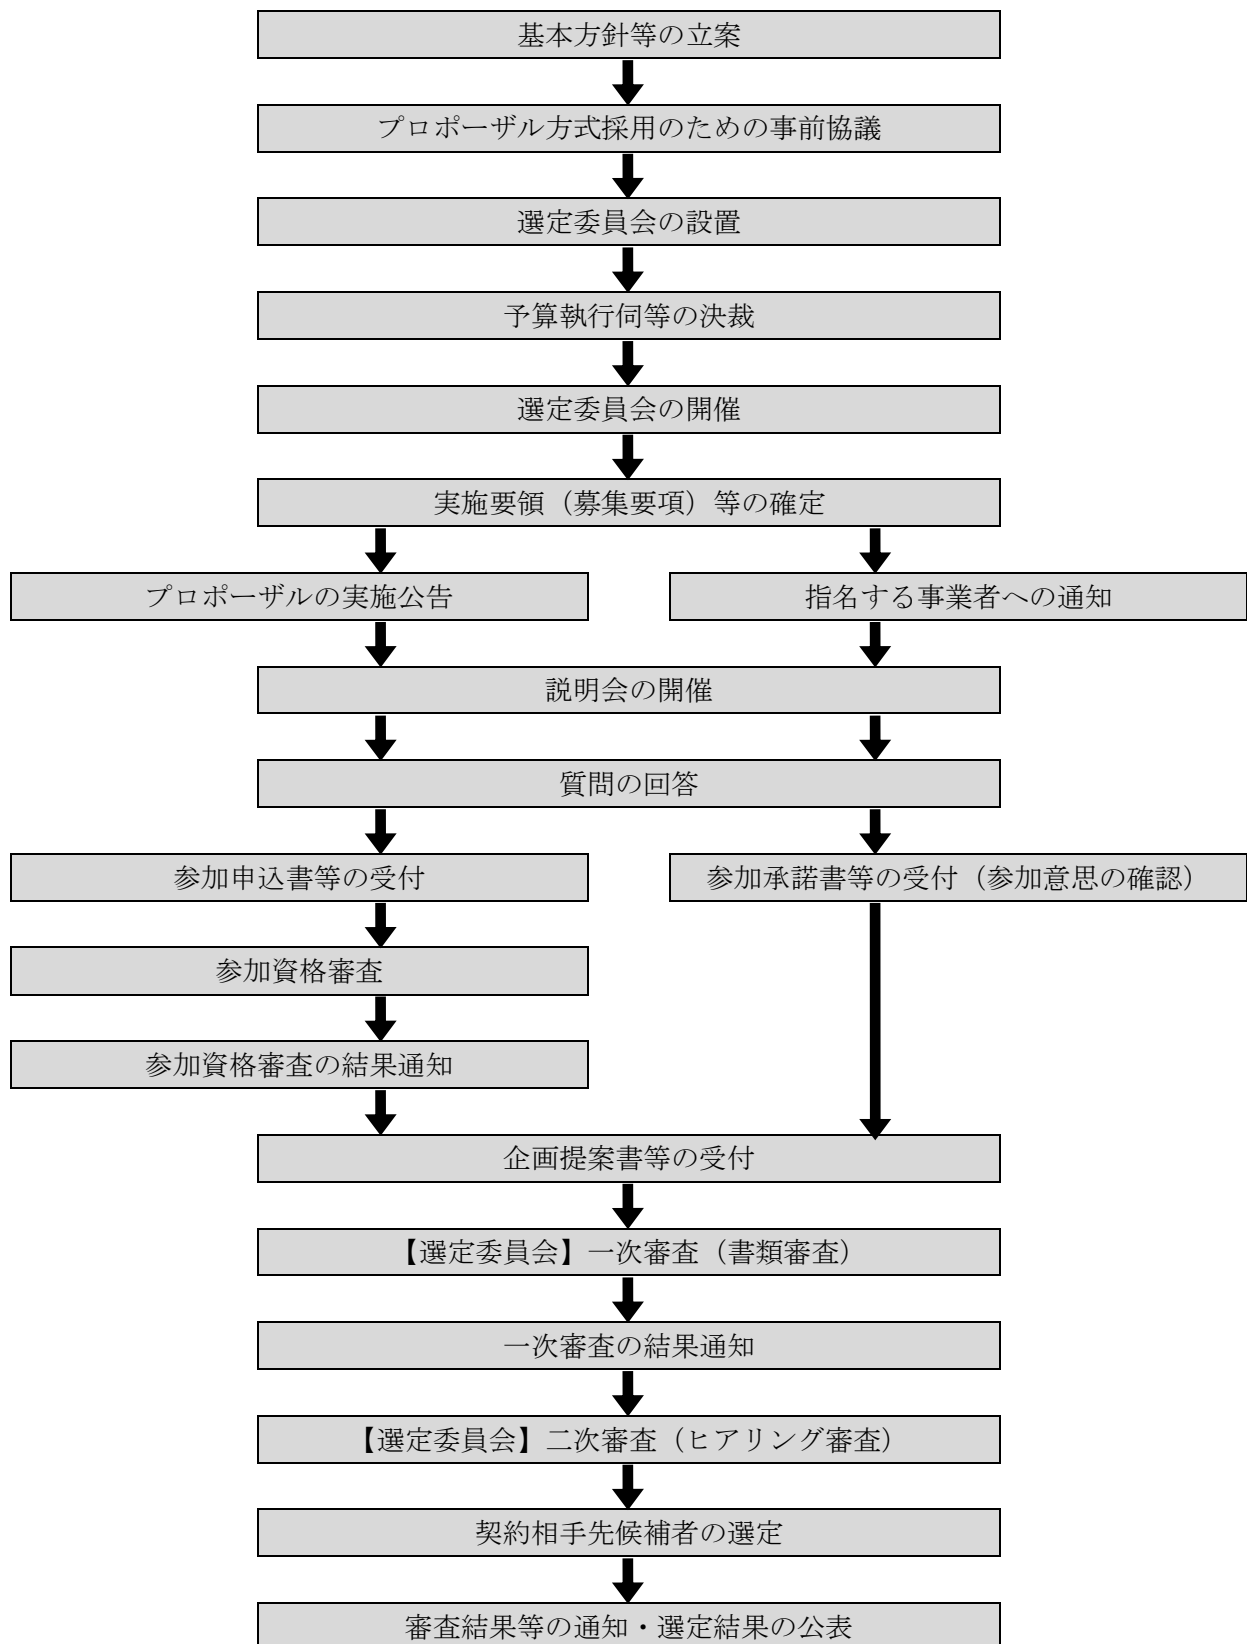 基本方針等の立案
プロポーザル方式採用のための事前協議
選定委員会の設置
予算執行伺等の決裁
選定委員会の開催
実施要領（募集要項）等の確定
プロポーザルの実施公告
指名する事業者への通知
説明会の開催
質問の回答
参加申込書等の受付
参加承諾書等の受付（参加意思の確認）
参加資格審査
参加資格審査の結果通知
企画提案書等の受付
【選定委員会】一次審査（書類審査）
一次審査の結果通知
【選定委員会】二次審査（ヒアリング審査）
契約相手先候補者の選定
審査結果等の通知・選定結果の公表